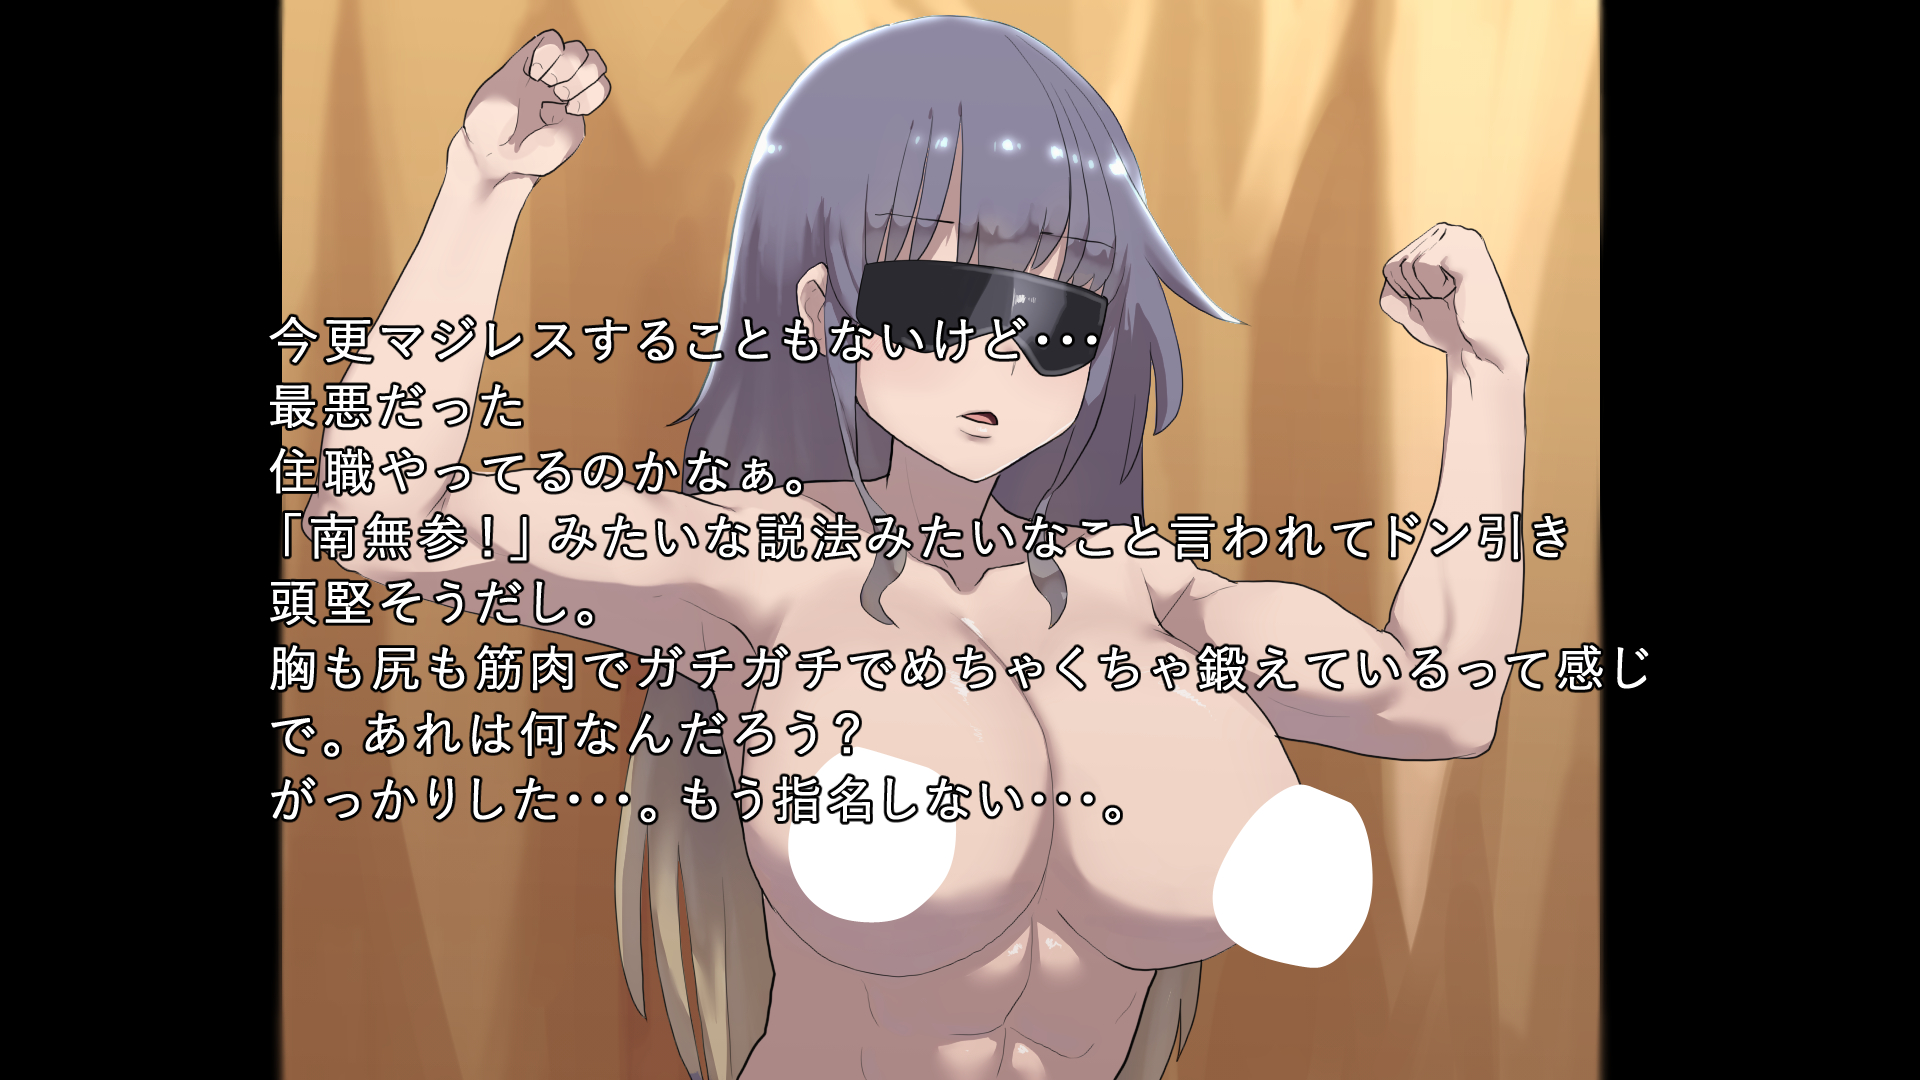 今更マジレスすることもないけど・・・
最悪だった
住職やってるのかなぁ。
「南無参！」みたいな説法みたいなこと言われてドン引き
頭堅そうだし。
胸も尻も筋肉でガチガチでめちゃくちゃ鍛えているって感じ
で。あれは何なんだろう？
がっかりした・・・。もう指名しない・・・。